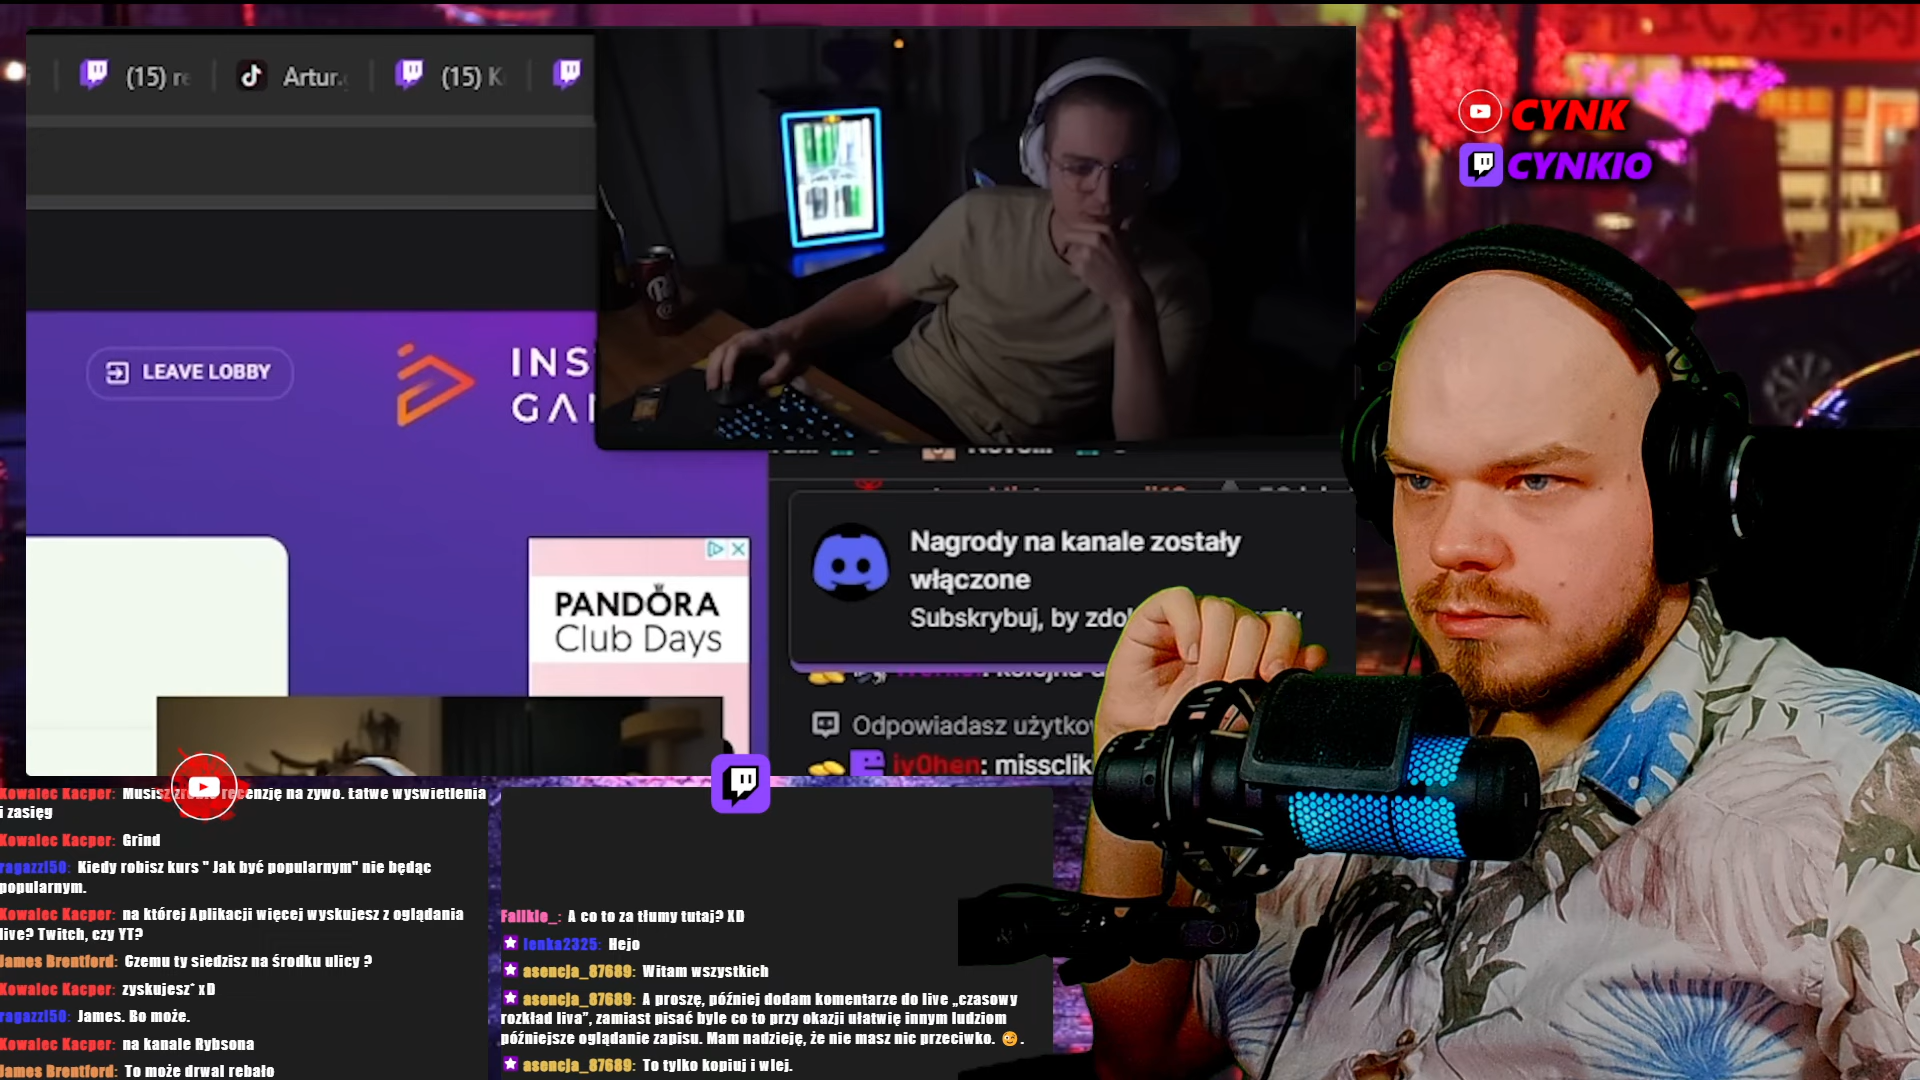 (15) re
Artur.
(15) K
CYNK
CYNKIO
LEAVE LOBBY
INS
GA
Nagrody na kanale zostały
włączone
PANDORA
Club Days
Subskrybuj, by
Odpowiadasz
iy0hen: missclik
Kowalec Kacper: Musisz recenzję na zywo. Łatwe wyswietlenia
i zasięg
Kowalec Kacper: Grind
ragazzi50: Kiedy robisz kurs " Jak być popularnym" nie będąc
popularnym.
Kowalec Kacper: na której Aplikacji więcej wyskujesz z oglądania
live? Twitch, czy YT?
James Brentford: Czemu ty siedzisz na środku ulicy ?
Kowalec Kacper: zyskujesz* xD
ragazzi50: James. Bo może.
Kowalec Kacper: na kanale Rybsona
James Brentford: To może drwal rebało
Falikio_: A co to za tłumy tutaj? XD
lenka2325: Hejo
asencja_87689: Witam wszystkich
asencja_87689: A proszę, później dodam komentarze do live „czasowy
rozkład liva”, zamiast pisać byle co to przy okazji ułatwię innym ludziom
późniejsze oglądanie zapisu. Mam nadzieję, że nie masz nic przeciwko. 😉 .
asencja_87689: To tylko kopiuj i wlej.